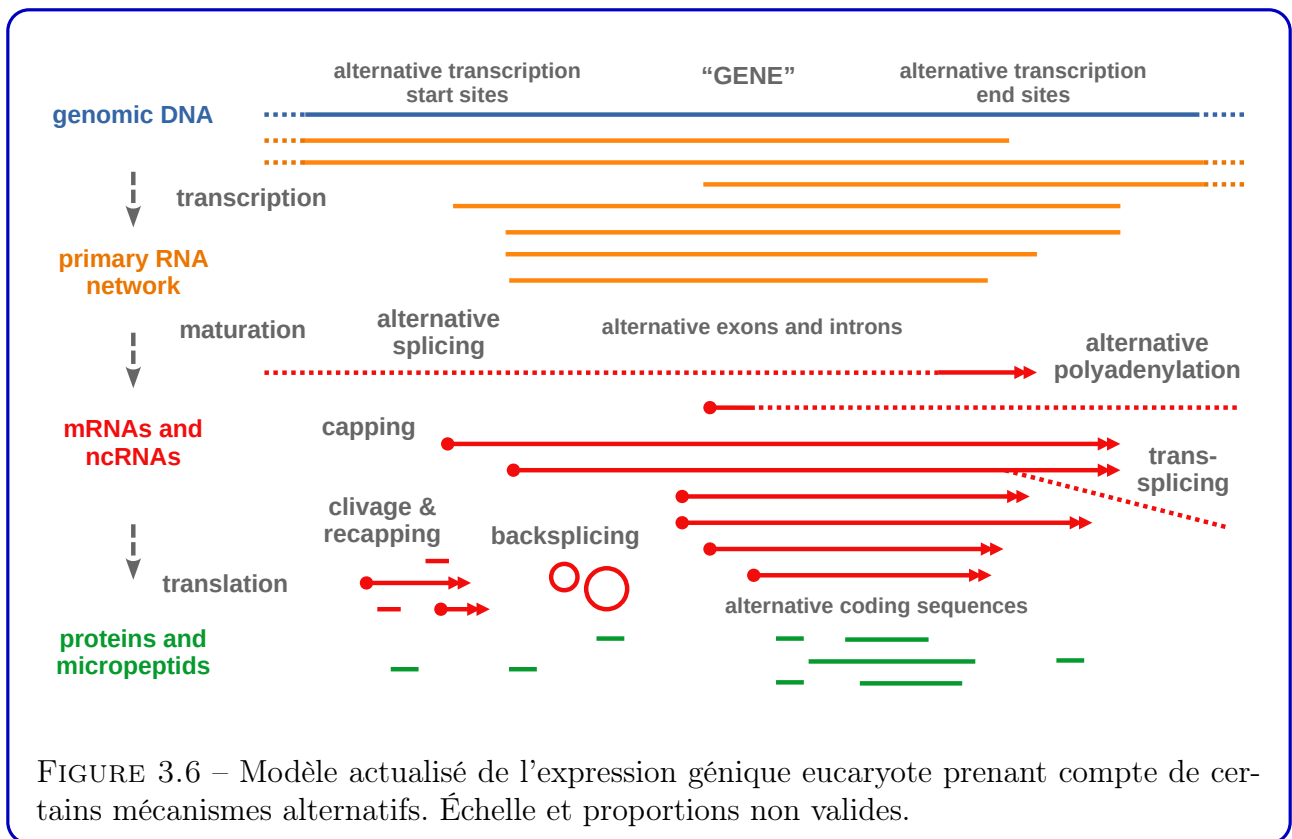 alternative transcription
start sites
“GENE”
alternative transcription
end sites
genomic DNA
transcription
primary RNA
network
maturation
alternative
splicing
alternative exons and introns
alternative
polyadenylation
mRNAs and
ncRNAs
capping
trans-
splicing
clivage &
recapping
backsplicing
translation
alternative coding sequences
proteins and
micropeptids
FIGURE 3.6 – Modèle actualisé de l'expression génique eucaryote prenant compte de cer-
tains mécanismes alternatifs. Échelle et proportions non valides.